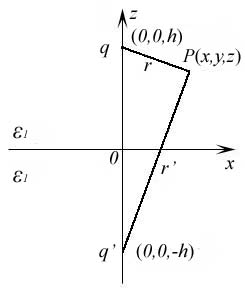 z
q (0,0,h)
r P(x,y,z)
ε1
0 x
ε1 r’
q’ (0,0,-h)